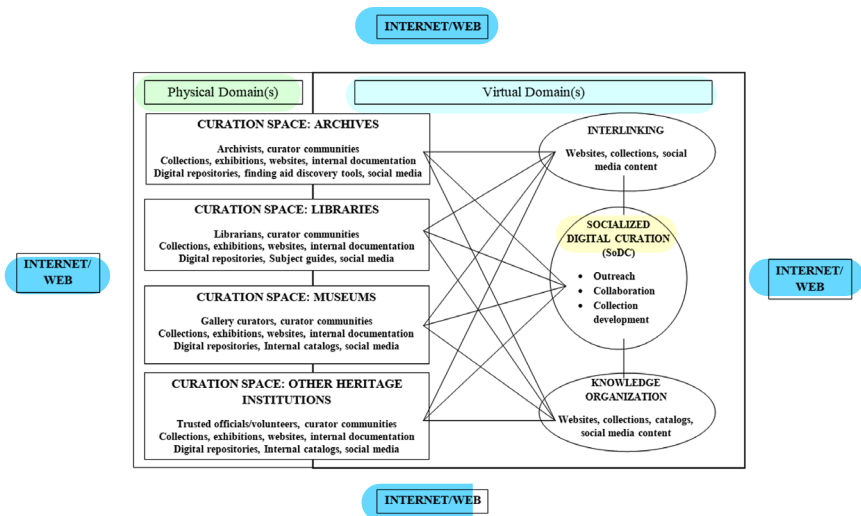 INTERNET/WEB
Physical Domain(s)
Virtual Domain(s)
CURATION SPACE: ARCHIVES
Archivists, curator communities
Collections, exhibitions, websites, internal documentation
Digital repositories, finding aid discovery tools, social media
CURATION SPACE: LIBRARIES
Librarians, curator communities
Collections, exhibitions, websites, internal documentation
Digital repositories, Subject guides, social media
CURATION SPACE: MUSEUMS
Gallery curators, curator communities
Collections, exhibitions, websites, internal documentation
Digital repositories, Internal catalogs, social media
CURATION SPACE: OTHER HERITAGE
INSTITUTIONS
Trusted officials/volunteers, curator communities
Collections, exhibitions, websites, internal documentation
Digital repositories, Internal catalogs, social media
INTERLINKING
Websites, collections, social
media content
SOCIALIZED
DIGITAL CURATION
(SoDC)
• Outreach
• Collaboration
• Collection
development
KNOWLEDGE
ORGANIZATION
Websites, collections, catalogs,
social media content
INTERNET/
WEB
INTERNET/
WEB
INTERNET/WEB